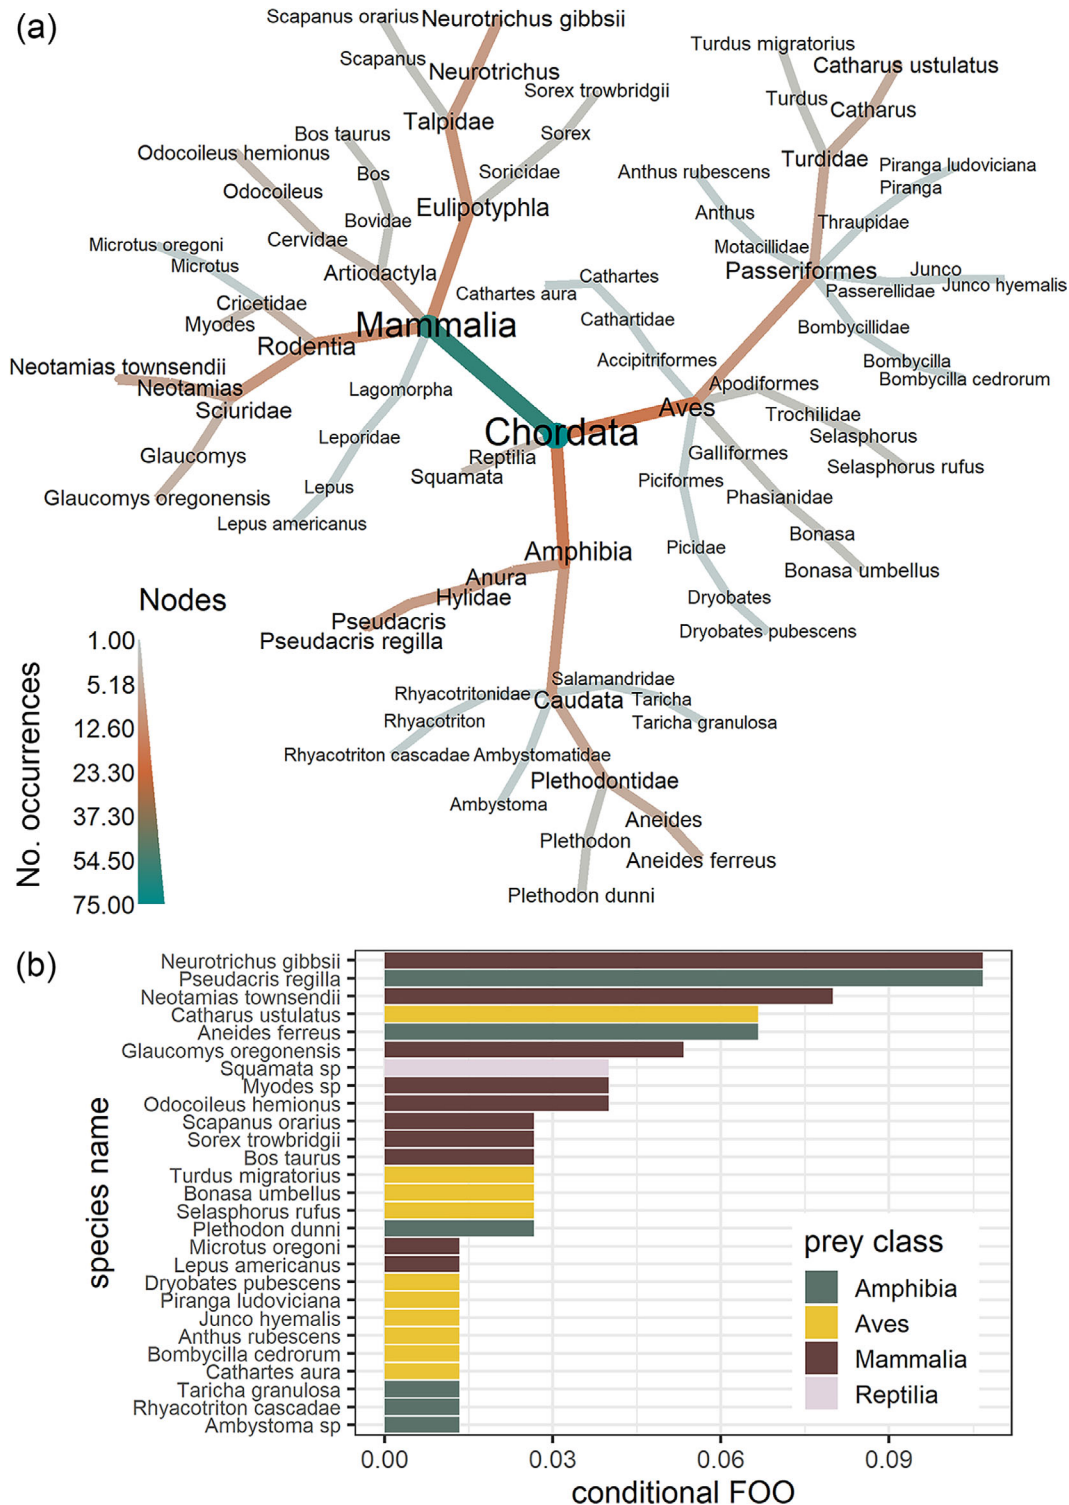 (a)
Scapanus orarius
Neurotrichus gibbsii
Turdus migratorius
Scapanus
Neurotrichus
Catharus ustulatus
Sorex trowbridgii
Turdus
Catharus
Talpidae
Bos taurus
Sorex
Odocoileus hemionus
Turdidae
Piranga ludoviciana
Bos
Soricidae
Anthus rubescens
Piranga
Odocoileus
Eulipotyphla
Bovidae
Anthus
Thraupidae
Cervidae
Microtus oregoni
Motacillidae
Microtus
Artiodactyla
Cathartes
Passeriformes
Junco
Cathartes aura
Passerellidae
Junco hyemalis
Cricetidae
Myodes
Mammalia
Cathartidae
Bombycillidae
Rodentia
Accipitriformes
Bombycilla
Neotamias townsendii
Bombycilla cedrorum
Neotamias
Lagomorpha
Apodiformes
Sciuridae
Aves
Trochilidae
Chordata
Leporidae
Selasphorus
Glaucomys
Reptilia
Galliformes
Selasphorus rufus
Squamata
Piciformes
Lepus
Phasianidae
Glaucomys oregonensis
Lepus americanus
Bonasa
Amphibia
Picidae
Bonasa umbellus
Anura
Hylidae
Dryobates
Pseudacris
Dryobates pubescens
Pseudacris regilla
Nodes
No. occurrences
1.00
5.18
12.60
23.30
37.30
54.50
75.00
Salamandridae
Rhyacotritonidae
Caudata
Taricha
Rhyacotriton
Taricha granulosa
Rhyacotriton cascadae
Ambystomatidae
Plethodontidae
Ambystoma
Aneides
Plethodon
Aneides ferreus
Plethodon dunni
(b)
species name
Neurotrichus gibbsii
Pseudacris regilla
Neotamias townsendii
Catharus ustulatus
Aneides ferreus
Glaucomys oregonensis
Squamata sp
Myodes sp
Odocoileus hemionus
Scapanus orarius
Sorex trowbridgii
Bos taurus
Turdus migratorius
Bonasa umbellus
Selasphorus rufus
Plethodon dunni
Microtus oregoni
Lepus americanus
Dryobates pubescens
Piranga ludoviciana
Junco hyemalis
Anthus rubescens
Bombycilla cedrorum
Cathartes aura
Taricha granulosa
Rhyacotriton cascadae
Ambystoma sp
prey class
Amphibia
Aves
Mammalia
Reptilia
0.00
0.03
0.06
0.09
conditional FOO